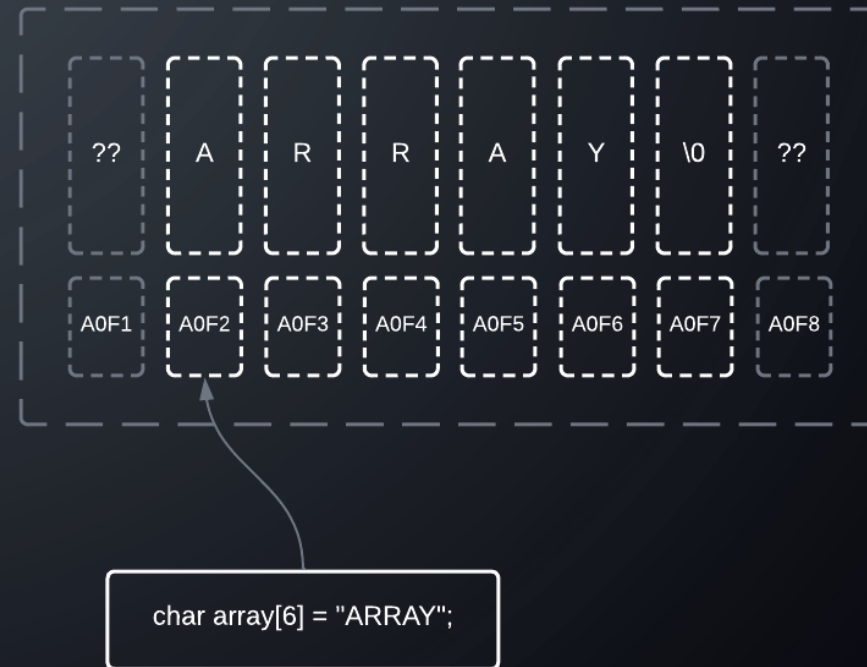 ?? A R R A Y \0 ??
A0F1 A0F2 A0F3 A0F4 A0F5 A0F6 A0F7 A0F8
char array[6] = "ARRAY";